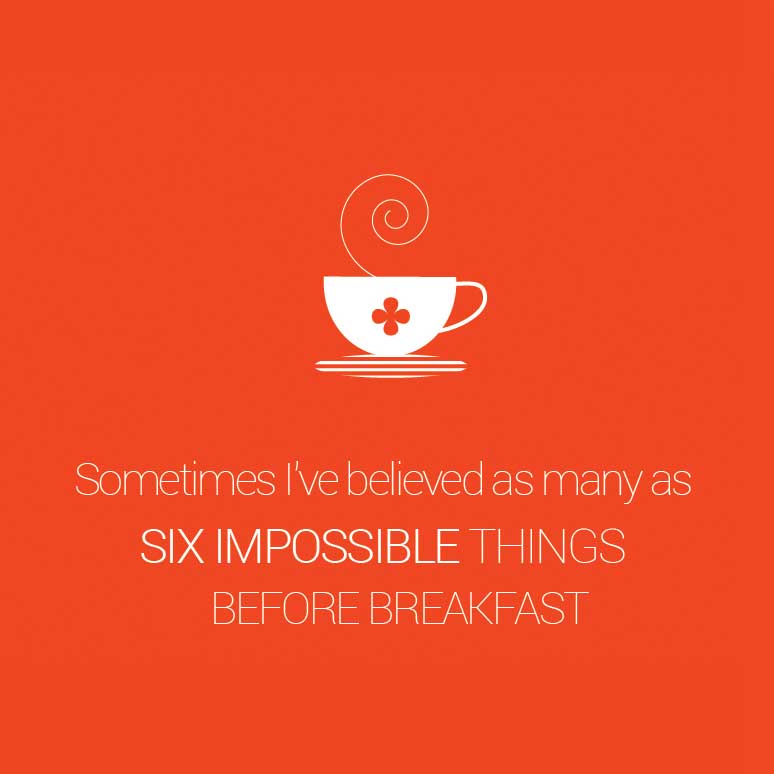 Sometimes I've believed as many as
SIX IMPOSSIBLE THINGS
BEFORE BREAKFAST